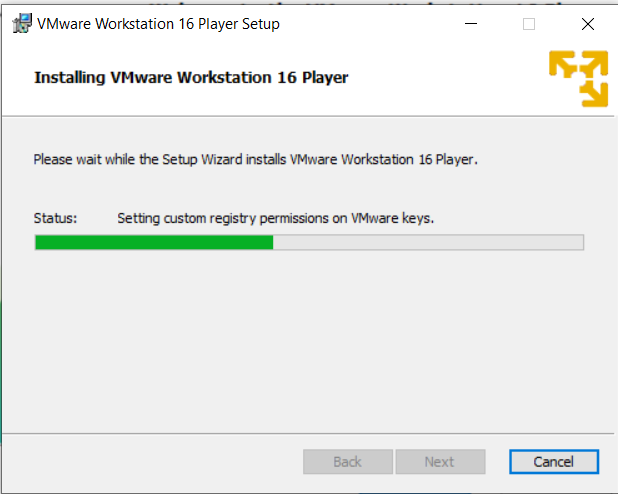 VMware Workstation 16 Player Setup
Installing VMware Workstation 16 Player
Please wait while the Setup Wizard installs VMware Workstation 16 Player.
Status: Setting custom registry permissions on VMware keys.
Back Next Cancel